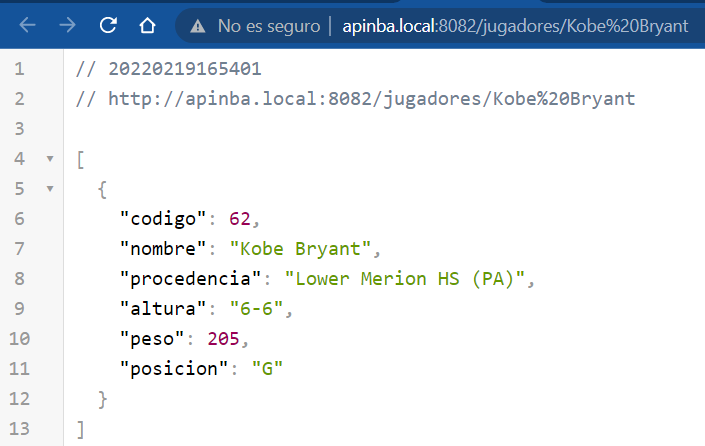 No es seguro | apinba.local:8082/jugadores/Kobe%20Bryant
1 // 20220219165401
2 // http://apinba.local:8082/jugadores/Kobe%20Bryant
3
4 [
5 {
6 "codigo": 62,
7 "nombre": "Kobe Bryant",
8 "procedencia": "Lower Merion HS (PA)",
9 "altura": "6-6",
10 "peso": 205,
11 "posicion": "G"
12 }
13 ]